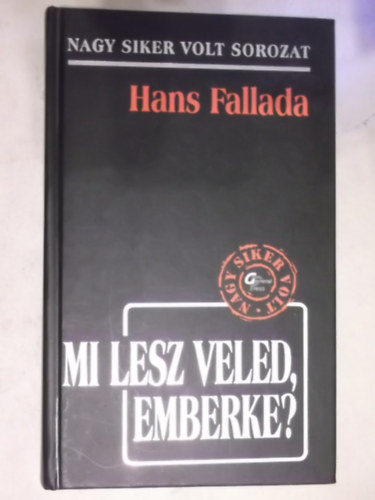 NAGY SIKER VOLT SOROZAT
Hans Fallada
NAGY SIKER VOLT
MI LESZ VELED,
EMBERKE?